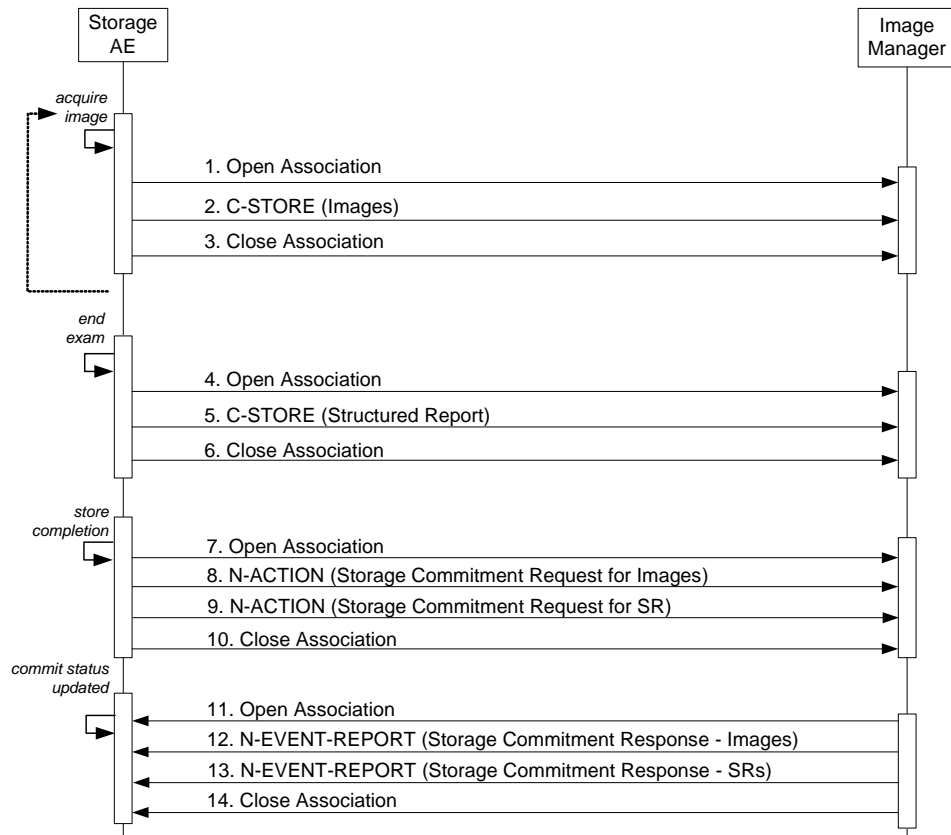 Storage
AE
Image
Manager
acquire
image
1. Open Association
2. C-STORE (Images)
3. Close Association
end
exam
4. Open Association
5. C-STORE (Structured Report)
6. Close Association
store
completion
7. Open Association
8. N-ACTION (Storage Commitment Request for Images)
9. N-ACTION (Storage Commitment Request for SR)
10. Close Association
commit status
updated
11. Open Association
12. N-EVENT-REPORT (Storage Commitment Response - Images)
13. N-EVENT-REPORT (Storage Commitment Response - SRs)
14. Close Association